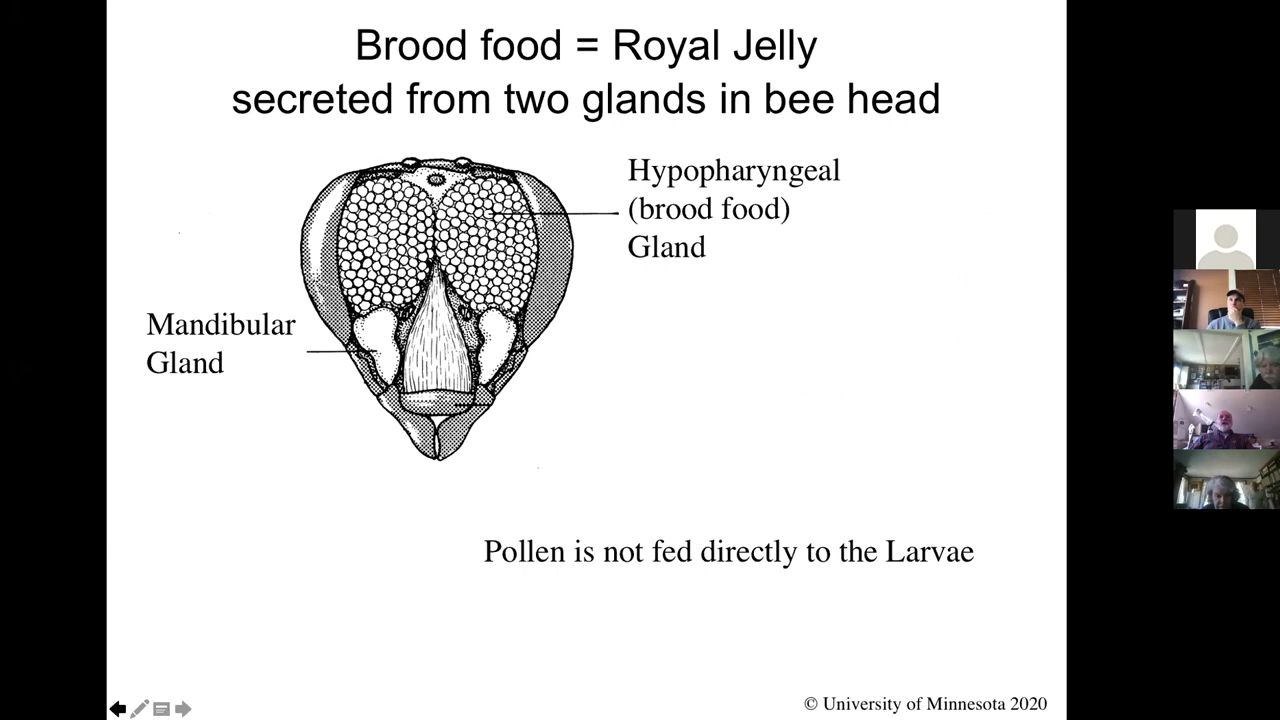 Brood food = Royal Jelly
secreted from two glands in bee head
Hypopharyngeal
(brood food)
Gland
Mandibular
Gland
Pollen is not fed directly to the Larvae
© University of Minnesota 2020